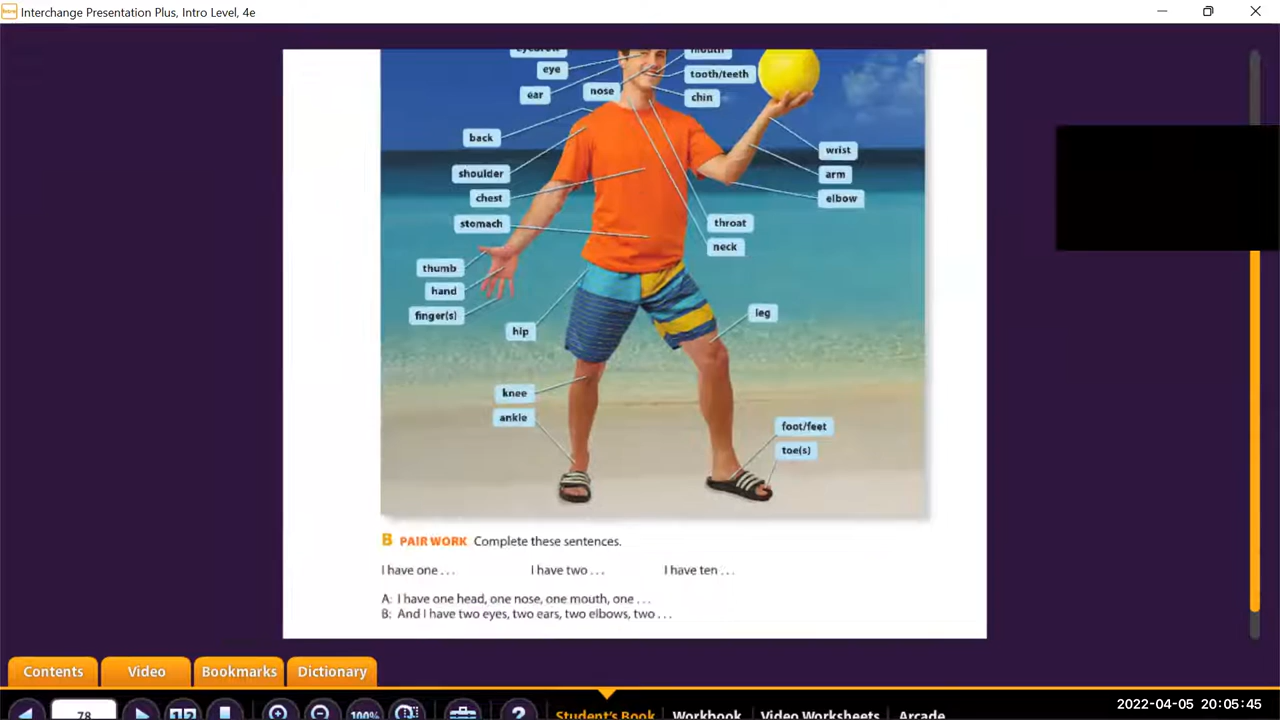 Interchange Presentation Plus, Intro Level, 4e
eyebrow
mouth
eye
tooth/teeth
ear
nose
chin
back
wrist
shoulder
arm
chest
elbow
stomach
throat
neck
thumb
hand
finger(s)
hip
leg
knee
ankle
foot/feet
toe(s)
B PAIR WORK Complete these sentences.
I have one . . . I have two . . . I have ten . . .
A: I have one head, one nose, one mouth, one . . .
B: And I have two eyes, two ears, two elbows, two . . .
Contents Video Bookmarks Dictionary
78 100% ? Student's Book Workbook Video Worksheets Arcade
2022-04-05 20:05:45